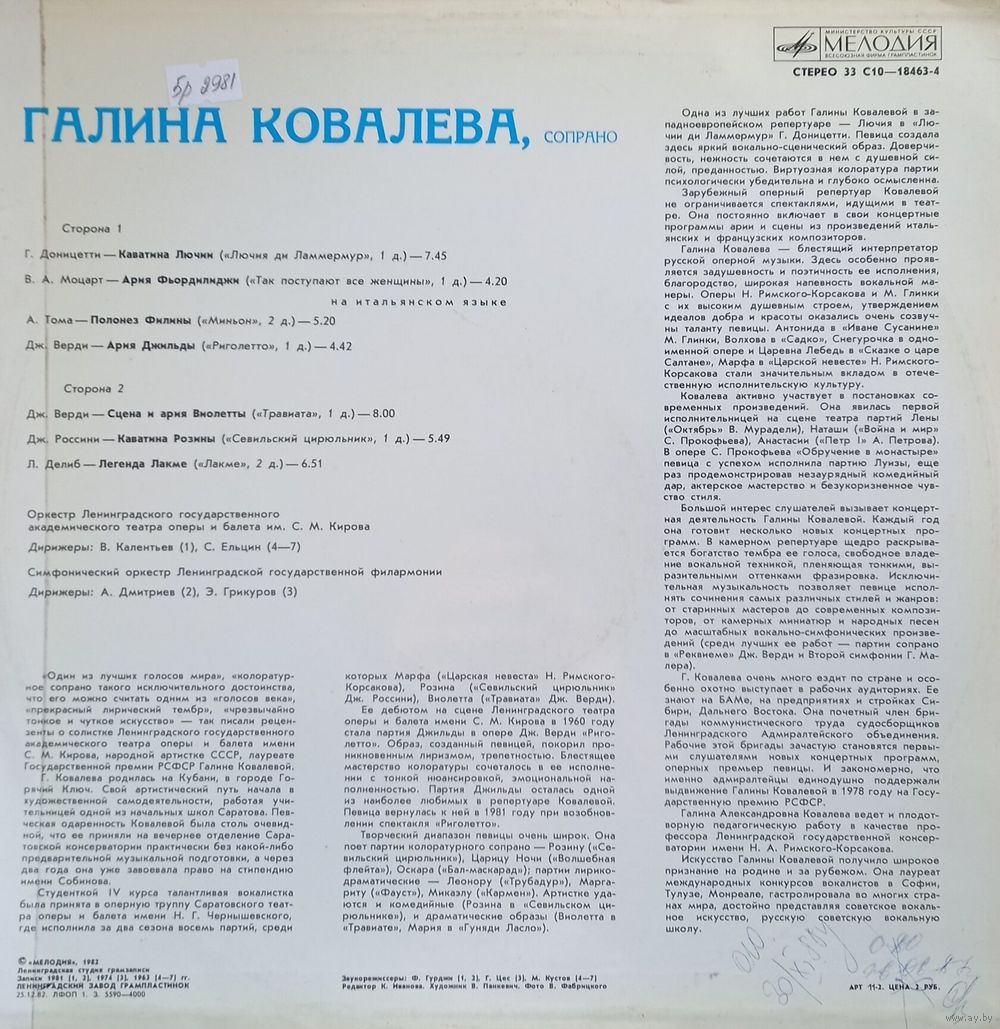 МИНИСТЕРСТВО КУЛЬТУРЫ СССР
МЕЛОДИЯ
ВСЕСОЮЗНАЯ ФИРМА ГРАМПЛАСТИНОК
СТЕРЕО 33 С10—18463-4
бр 2981
ГАЛИНА КОВАЛЕВА, СОПРАНО
Сторона 1
Г. Доницетти — Каватина Лючии («Лючия ди Ламмермур», 1 д.) — 7.45
В. А. Моцарт — Ария Фьордилиджи («Так поступают все женщины», 1 д.) — 4.20
на итальянском языке
А. Тома — Полонез Филины («Миньон», 2 д.) — 5.20
Дж. Верди — Ария Джильды («Риголетто», 1 д.) — 4.42
Сторона 2
Дж. Верди — Сцена и ария Виолетты («Травиата», 1 д.) — 8.00
Дж. Россини — Каватина Розины («Севильский цирюльник», 1 д.) — 5.49
Л. Делиб — Легенда Лакме («Лакме», 2 д.) — 6.51
Оркестр Ленинградского государственного
академического театра оперы и балета им. С. М. Кирова
Дирижеры: В. Калентьев (1), С. Ельцин (4—7)
Симфонический оркестр Ленинградской государственной филармонии
Дирижеры: А. Дмитриев (2), Э. Грикуров (3)
«Один из лучших голосов мира», «колоратур-
ное сопрано такого исключительного достоинства,
что его можно считать одним из «голосов века»,
«прекрасный лирический тембр», «чрезвычайно
тонкое и чуткое искусство» — так писали рецен-
зенты о солистке Ленинградского государственного
академического театра оперы и балета имени
С. М. Кирова, народной артистке СССР, лауреате
Государственной премии РСФСР Галине Ковалевой.
Г. Ковалева родилась на Кубани, в городе Го-
рячий Ключ. Свой артистический путь начала в
художественной самодеятельности, работая учи-
тельницей одной из начальных школ Саратова. Пев-
ческая одаренность Ковалевой была столь очевид-
ной, что ее приняли на вечернее отделение Сара-
товской консерватории практически без какой-либо
предварительной музыкальной подготовки, а через
два года она уже завоевала право на стипендию
имени Собинова.
Студенткой IV курса талантливая вокалистка
была принята в оперную труппу Саратовского теат-
ра оперы и балета имени Н. Г. Чернышевского,
где исполнила за два сезона восемь партий, среди
которых Марфа («Царская невеста» Н. Римского-
Корсакова), Розина («Севильский цирюльник»
Дж. Россини), Виолетта («Травиата» Дж. Верди).
Ее дебютом на сцене Ленинградского театра
оперы и балета имени С. М. Кирова в 1960 году
стала партия Джильды в опере Дж. Верди «Риго-
летто». Образ, созданный певицей, покорил про-
никновенным лиризмом, трепетностью. Блестящее
мастерство колоратуры сочеталось в ее исполне-
нии с тонкой нюансировкой, эмоциональной на-
полненностью. Партия Джильды осталась одной
из наиболее любимых в репертуаре Ковалевой.
Певица вернулась к ней в 1981 году при возобнов-
лении спектакля «Риголетто».
Творческий диапазон певицы очень широк. Она
поет партии колоратурного сопрано — Розину («Се-
вильский цирюльник»), Царицу Ночи («Волшебная
флейта»), Оскара («Бал-маскарад»); партии лирико-
драматические — Леонору («Трубадур»), Марга-
риту («Фауст»), Микаэлу («Кармен»). Артистке уда-
ются и комедийные (Розина в «Севильском ци-
рюльнике»), и драматические образы (Виолетта в
«Травиате», Мария в «Гуняди Ласло»).
Одна из лучших работ Галины Ковалевой в за-
падноевропейском репертуаре — Лючия в «Лю-
чии ди Ламмермур» Г. Доницетти. Певица создала
здесь яркий вокально-сценический образ. Доверчи-
вость, нежность сочетаются в нем с душевной си-
лой, преданностью. Виртуозная колоратура партии
психологически убедительна и глубоко осмысленна.
Зарубежный оперный репертуар Ковалевой
не ограничивается спектаклями, идущими в теат-
ре. Она постоянно включает в свои концертные
программы арии и сцены из произведений италь-
янских и французских композиторов.
Галина Ковалева — блестящий интерпретатор
русской оперной музыки. Здесь особенно прояв-
ляется задушевность и поэтичность ее исполнения,
благородство, широкая напевность вокальной ма-
неры. Оперы Н. Римского-Корсакова и М. Глинки
с их высоким душевным строем, утверждением
идеалов добра и красоты оказались очень созвуч-
ны таланту певицы. Антонида в «Иване Сусанине»
М. Глинки, Волхова в «Садко», Снегурочка в одно-
именной опере и Царевна Лебедь в «Сказке о царе
Салтане», Марфа в «Царской невесте» Н. Римского-
Корсакова стали значительным вкладом в отече-
ственную исполнительскую культуру.
Ковалева активно участвует в постановках со-
временных произведений. Она явилась первой
исполнительницей на сцене театра партий Лены
(«Октябрь» В. Мурадели), Наташи («Война и мир»
С. Прокофьева), Анастасии («Петр I» А. Петрова).
В опере С. Прокофьева «Обручение в монастыре»
певица с успехом исполнила партию Луизы, еще
раз продемонстрировав незаурядный комедийный
дар, актерское мастерство и безукоризненное чув-
ство стиля.
Большой интерес слушателей вызывает концерт-
ная деятельность Галины Ковалевой. Каждый год
она готовит несколько новых концертных про-
грамм. В камерном репертуаре щедро раскрыва-
ется богатство тембра ее голоса, свободное владе-
ние вокальной техникой, пленяющая тонкими, вы-
разительными оттенками фразировка. Исключи-
тельная музыкальность позволяет певице испол-
нять сочинения самых различных стилей и жанров:
от старинных мастеров до современных компози-
торов, от камерных миниатюр и народных песен
до масштабных вокально-симфонических произве-
дений (среди лучших ее работ — партии сопрано
в «Реквиеме» Дж. Верди и Второй симфонии Г. Ма-
лера).
Г. Ковалева очень много ездит по стране и осо-
бенно охотно выступает в рабочих аудиториях. Ее
знают на БАМе, на предприятиях и стройках Си-
бири, Дальнего Востока. Она почетный член бри-
гады коммунистического труда судосборщиков
Ленинградского Адмиралтейского объединения.
Рабочие этой бригады зачастую становятся первы-
ми слушателями новых концертных программ,
оперных премьер певицы. И закономерно, что
именно адмиралтейцы единодушно поддержали
выдвижение Галины Ковалевой в 1978 году на Го-
сударственную премию РСФСР.
Галина Александровна Ковалева ведет и плодот-
ворную педагогическую работу в качестве про-
фессора Ленинградской государственной консер-
ватории имени Н. А. Римского-Корсакова.
Искусство Галины Ковалевой получило широкое
признание на родине и за рубежом. Она лауреат
международных конкурсов вокалистов в Софии,
Тулузе, Монреале, гастролировала во многих стра-
нах мира, достойно представляя советское вокаль-
ное искусство, русскую советскую вокальную
школу.
© «МЕЛОДИЯ», 1982
Ленинградская студия грамзаписи
Записи 1981 (1, 2), 1974 (3), 1963 (4—7) гг.
ЛЕНИНГРАДСКИЙ ЗАВОД ГРАМПЛАСТИНОК
25.12.82. ЛФОП 1. З. 5590—4000
Звукорежиссеры: Ф. Гурджи (1, 2), Г. Цес (3), М. Кустов (4—7)
Редактор К. Иванова. Художник В. Панкевич. Фото В. Фабрицкого
АРТ 11-2. ЦЕНА 2 РУБ.
www.ay.by